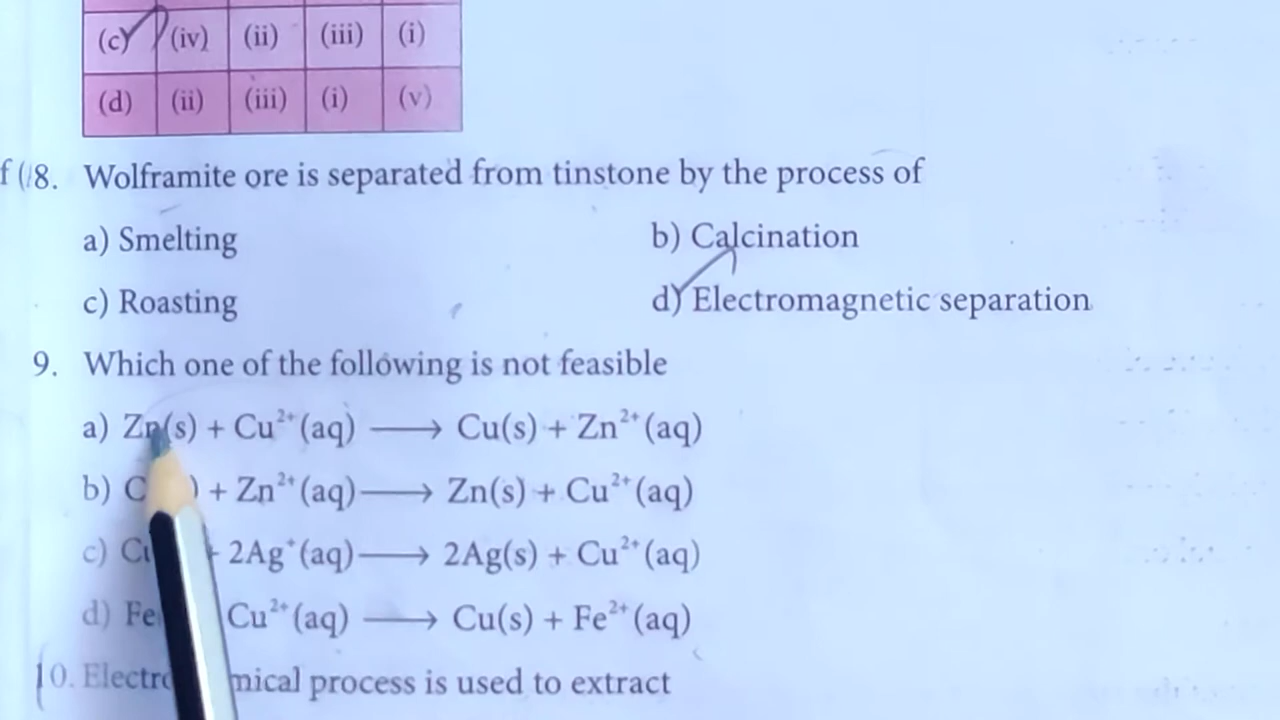 (c) (iv) (ii) (iii) (i)
(d) (ii) (iii) (i) (v)
8. Wolframite ore is separated from tinstone by the process of
a) Smelting b) Calcination
c) Roasting d) Electromagnetic separation
9. Which one of the following is not feasible
a) Zn(s) + Cu²⁺(aq) ⟶ Cu(s) + Zn²⁺(aq)
b) + Zn²⁺(aq) ⟶ Zn(s) + Cu²⁺(aq)
c) + 2Ag⁺(aq) ⟶ 2Ag(s) + Cu²⁺(aq)
d) Fe Cu²⁺(aq) ⟶ Cu(s) + Fe²⁺(aq)
10. process is used to extract